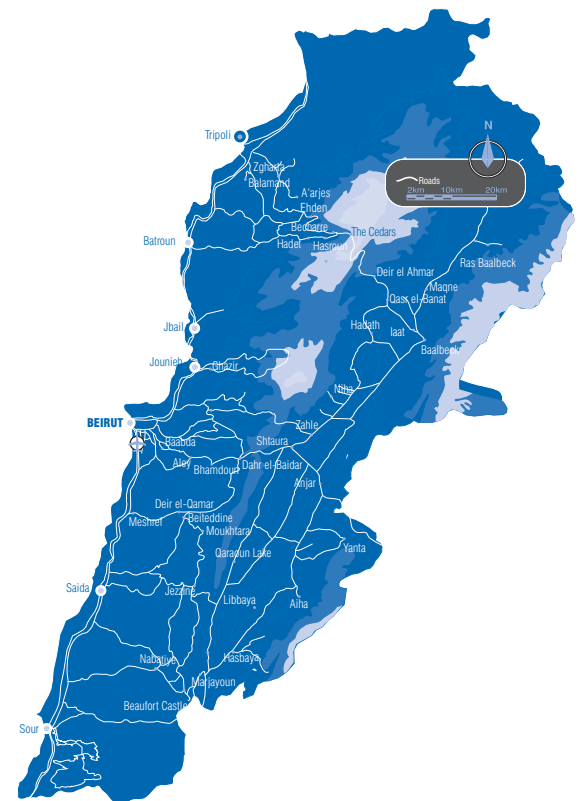 N
Roads
2km 10km 20km
Tripoli
Zgharta
Balamand
A'arjes
Ehden
Becharre
The Cedars
Batroun
Hadel
Hasroun
Ras Baalbeck
Deir el Ahmar
Maqne
Qasr el-Banat
Jbail
Hadath
Iaat
Baalbeck
Jounieh
Ghazir
Niha
BEIRUT
Zahle
Baabda
Shtaura
Aley
Bhamdoun
Dahr el-Baidar
Anjar
Deir el-Qamar
Meshref
Beiteddine
Moukhtara
Qaraoun Lake
Yanta
Saida
Jezzine
Libbaya
Aiha
Nabatiye
Hasbaya
Marjayoun
Beaufort Castle
Sour